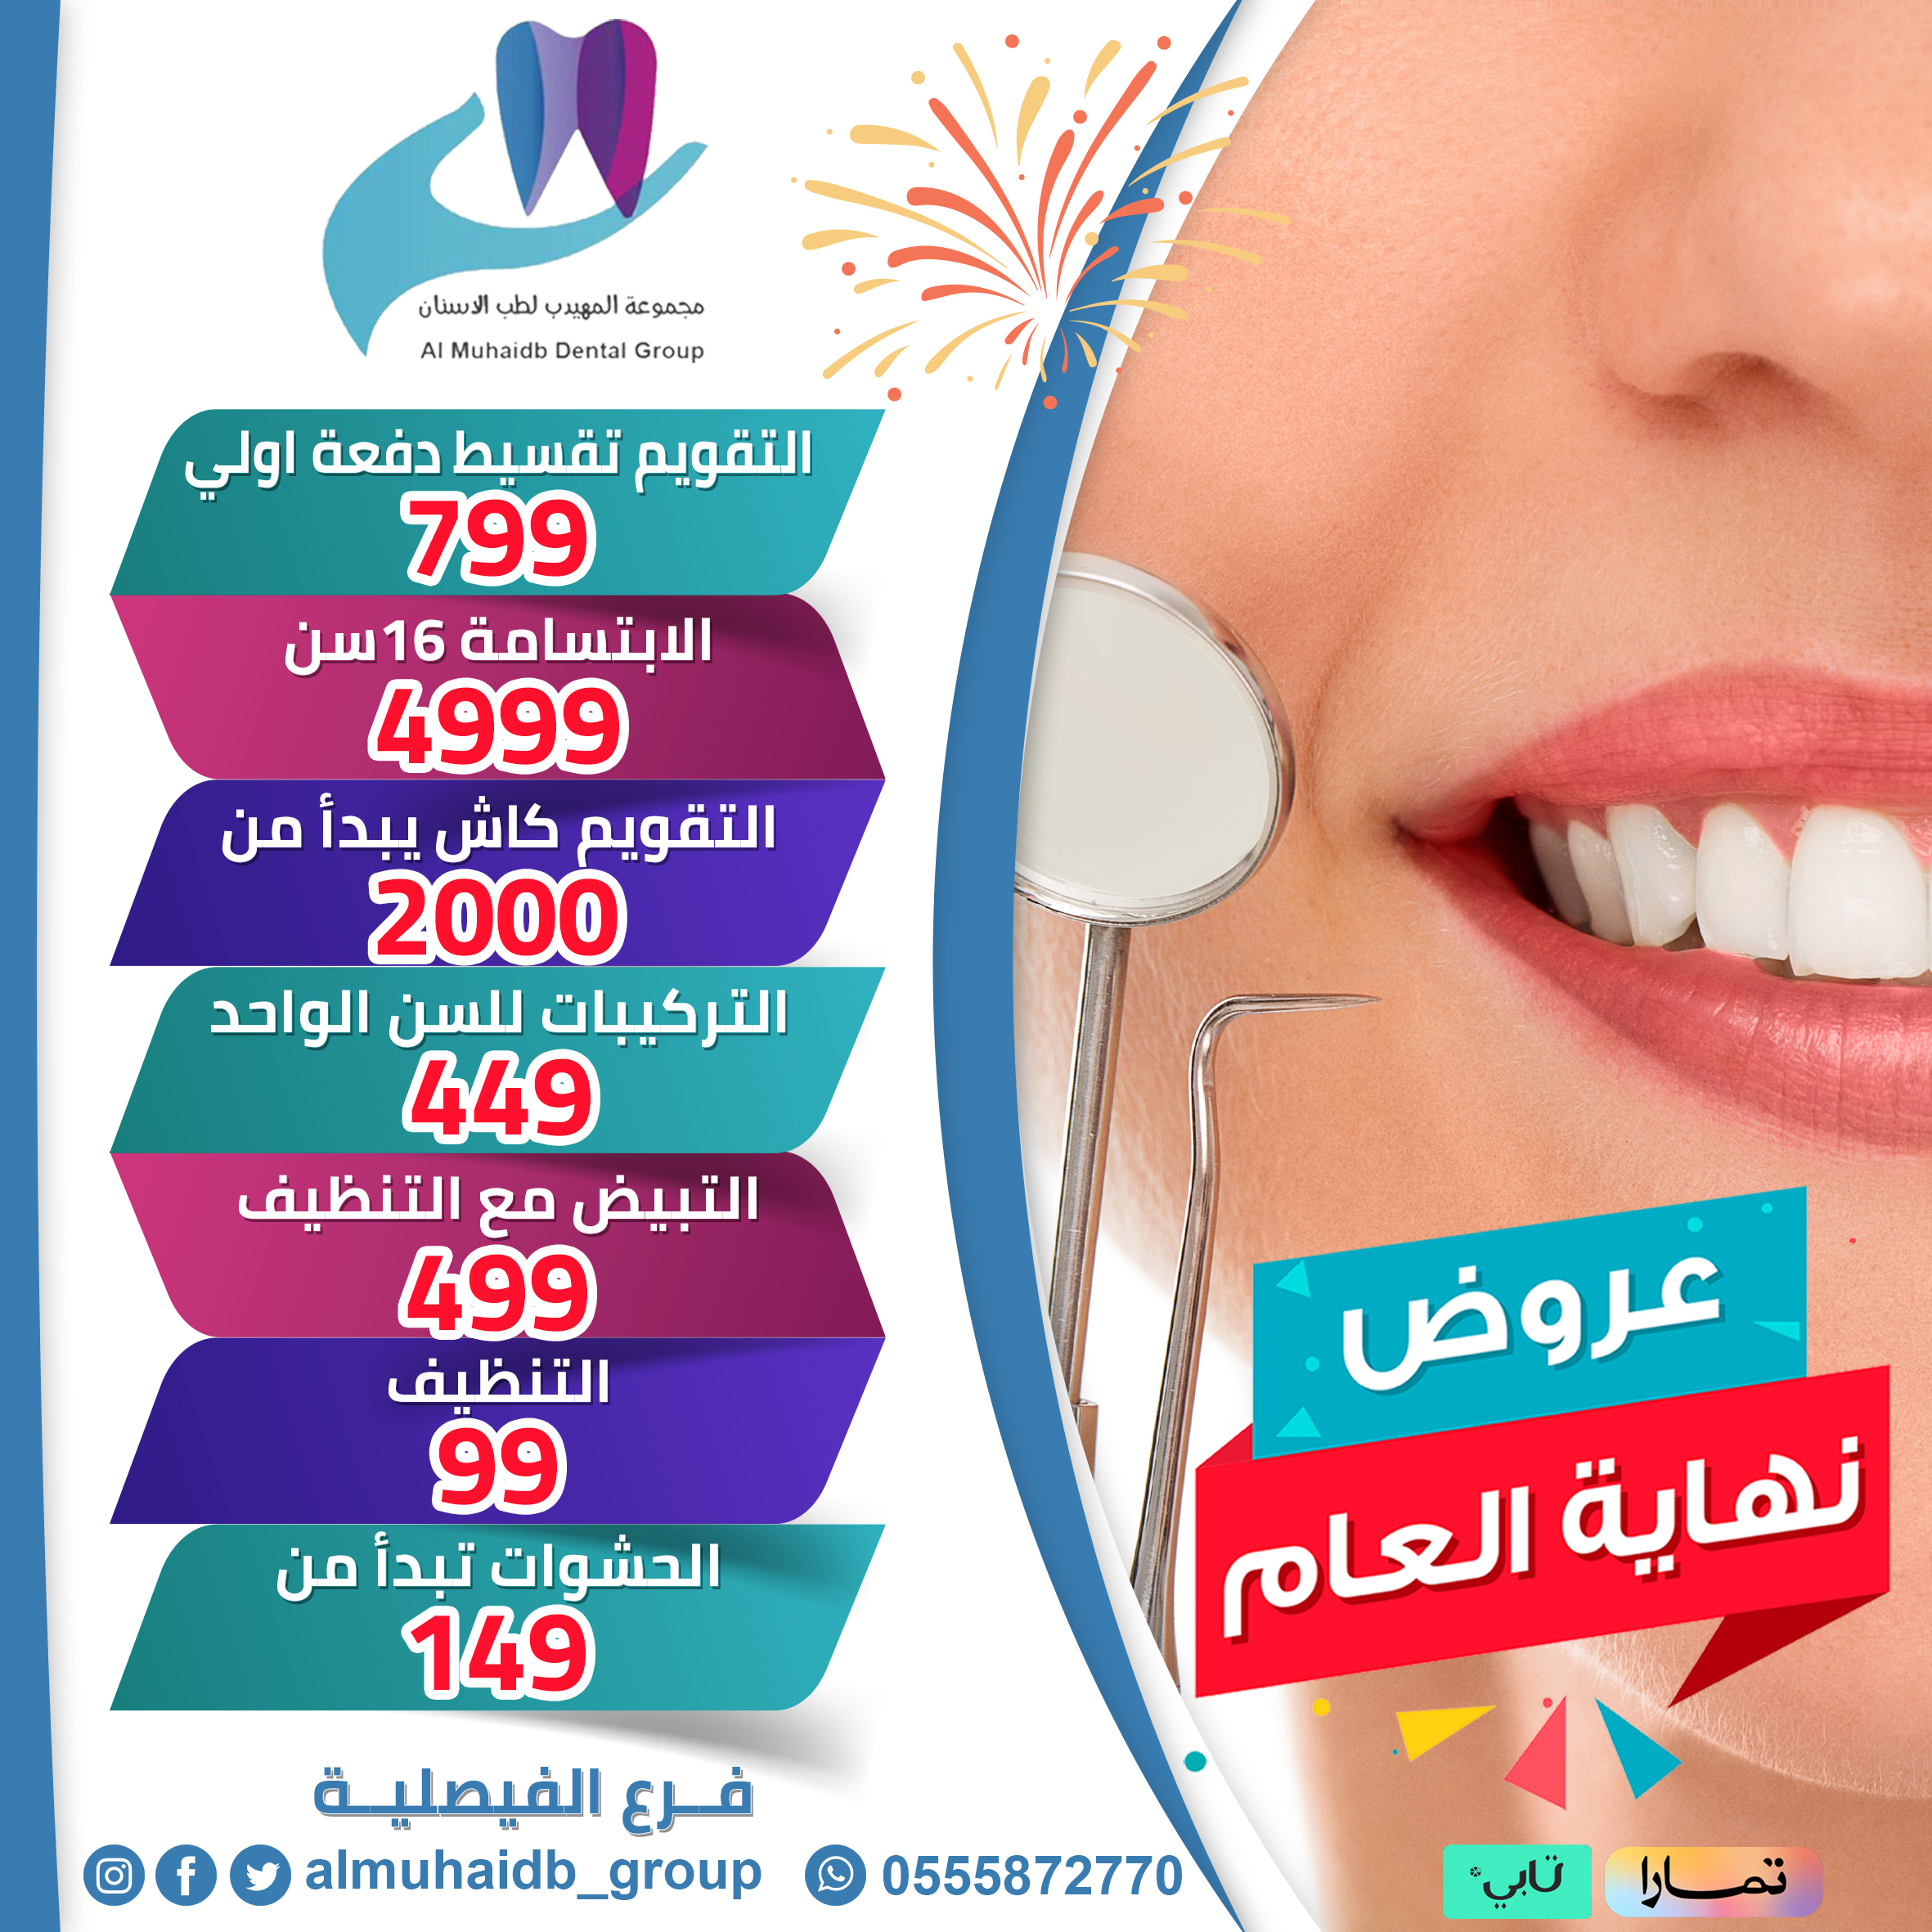 مجموعة المهيدب لطب الاسنان
Al Muhaidb Dental Group
التقويم تقسيط دفعة اولي
799
الابتسامة 16سن
4999
التقويم كاش يبدأ من
2000
التركيبات للسن الواحد
449
التبيض مع التنظيف
499
التنظيف
99
الحشوات تبدأ من
149
عروض
نهاية العام
فرع الفيصلية
almuhaidb_group
0555872770
تابي
تمارا